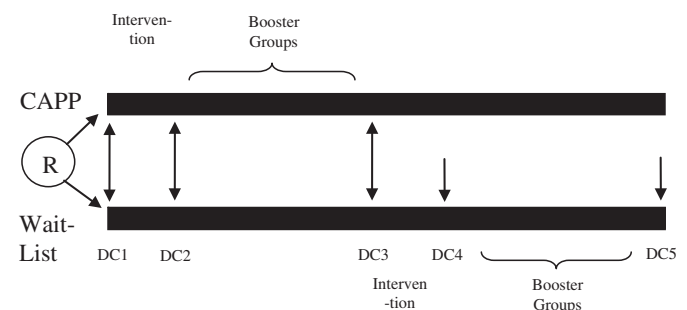 Interven-
tion
Booster
Groups
CAPP
R
Wait-
List
DC1
DC2
DC3
DC4
DC5
Interven
-tion
Booster
Groups